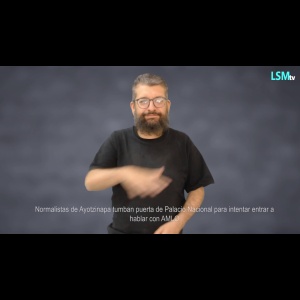 LSMtv
Normalistas de Ayotzinapa tumban puerta de Palacio Nacional para intentar entrar a
hablar con AMLO